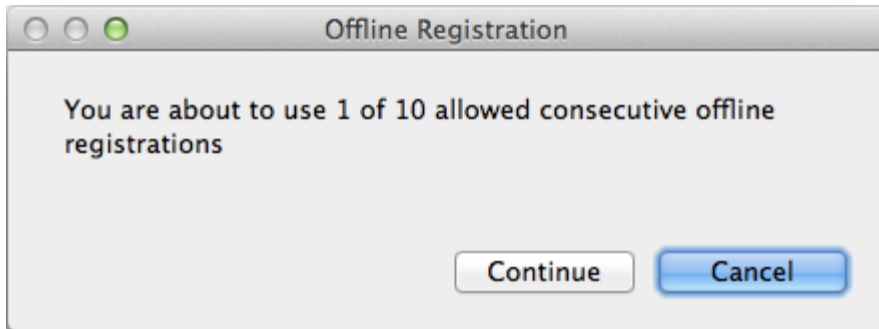 Offline Registration
You are about to use 1 of 10 allowed consecutive offline
registrations
Continue Cancel